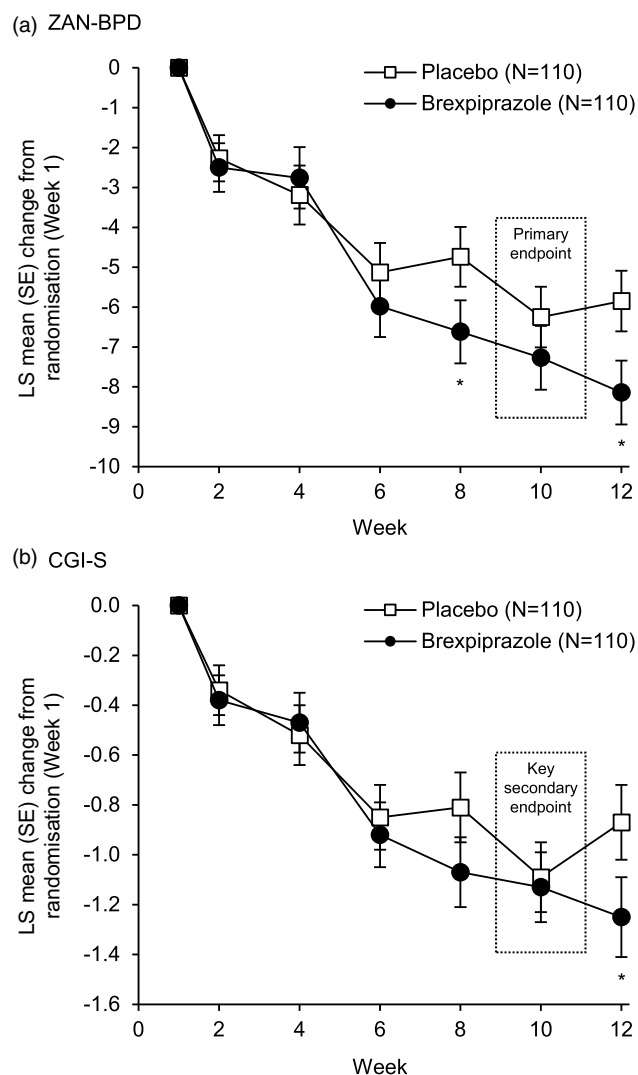 (a) ZAN-BPD
Placebo (N=110)
Brexpiprazole (N=110)
LS mean (SE) change from
randomisation (Week 1)
0
-1
-2
-3
-4
-5
-6
-7
-8
-9
-10
Primary
endpoint
*
*
0 2 4 6 8 10 12
Week
(b) CGI-S
Placebo (N=110)
Brexpiprazole (N=110)
LS mean (SE) change from
randomisation (Week 1)
0.0
-0.2
-0.4
-0.6
-0.8
-1.0
-1.2
-1.4
-1.6
Key
secondary
endpoint
*
0 2 4 6 8 10 12
Week